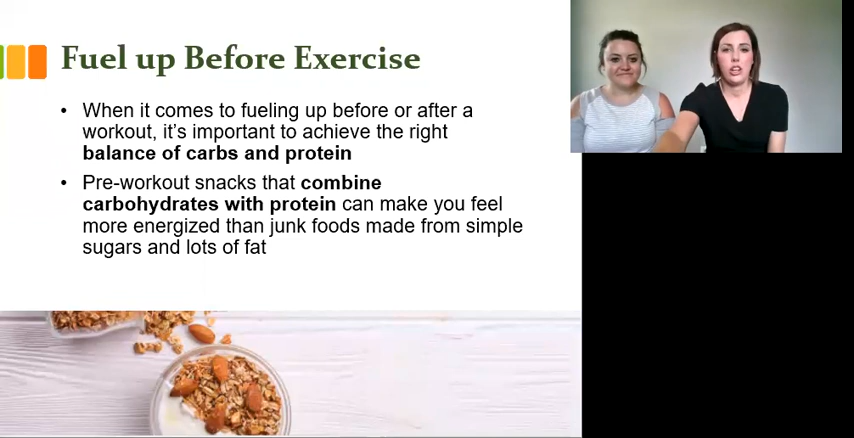 Fuel up Before Exercise
• When it comes to fueling up before or after a
workout, it’s important to achieve the right
balance of carbs and protein
• Pre-workout snacks that combine
carbohydrates with protein can make you feel
more energized than junk foods made from simple
sugars and lots of fat